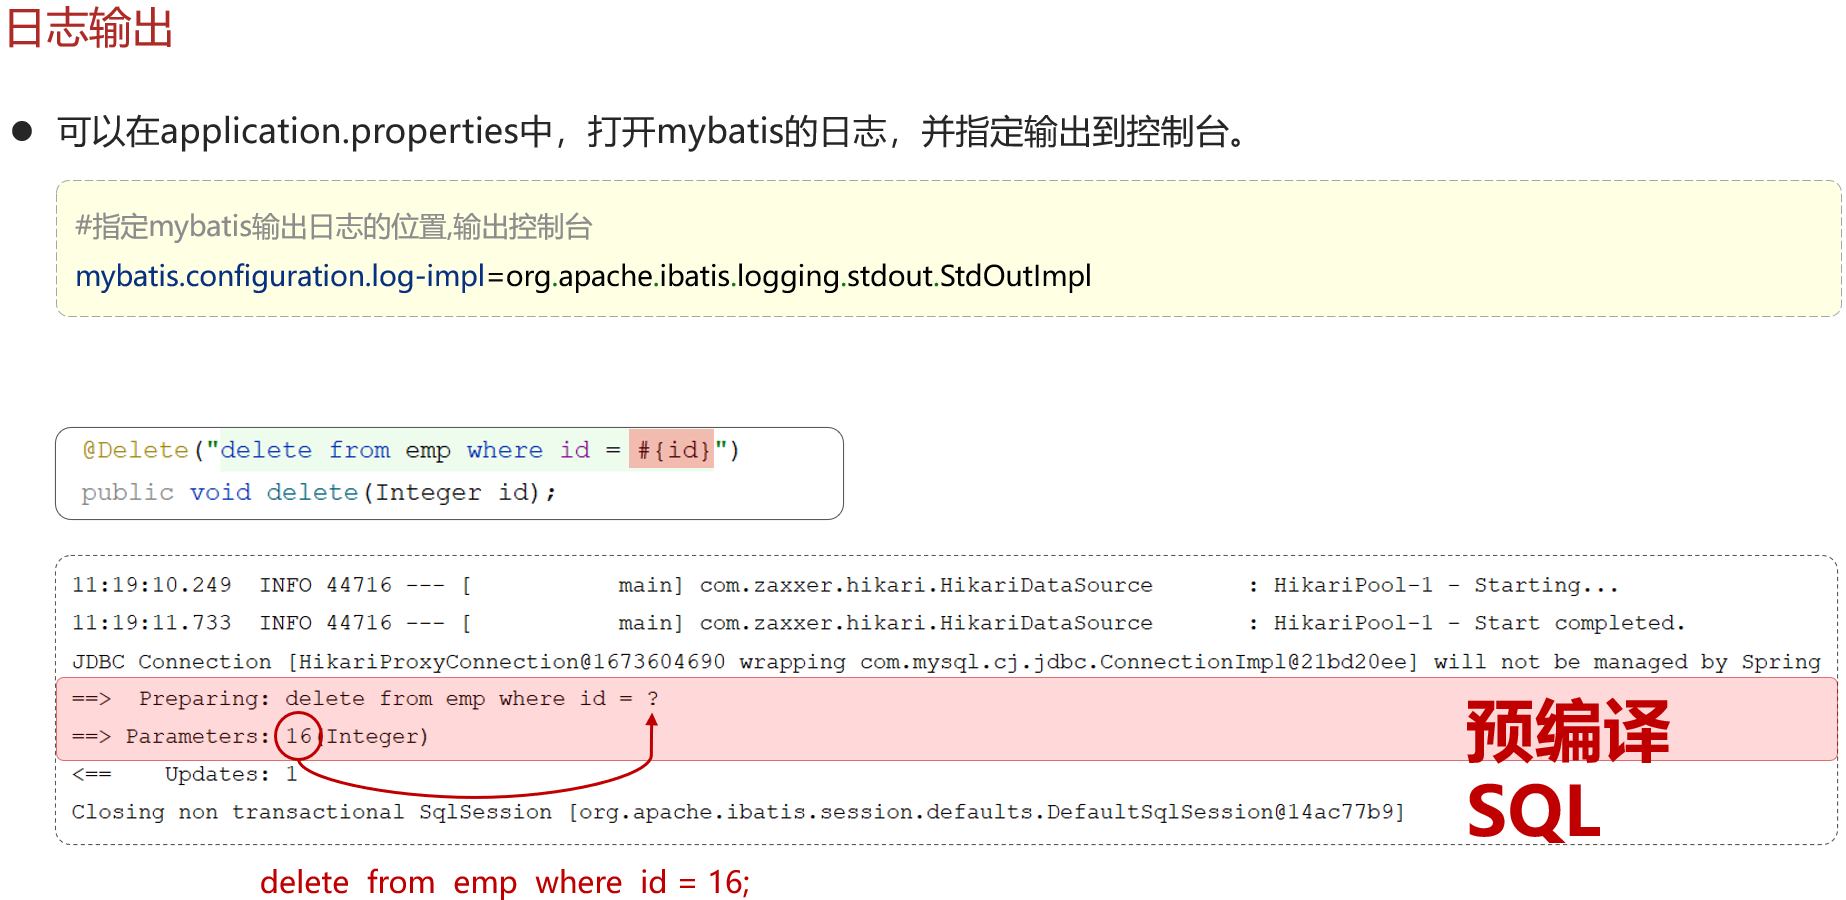 日志输出
● 可以在application.properties中，打开mybatis的日志，并指定输出到控制台。
#指定mybatis输出日志的位置,输出控制台
mybatis.configuration.log-impl=org.apache.ibatis.logging.stdout.StdOutImpl
@Delete("delete from emp where id = #{id}")
public void delete(Integer id);
11:19:10.249  INFO 44716 --- [           main] com.zaxxer.hikari.HikariDataSource       : HikariPool-1 - Starting...
11:19:11.733  INFO 44716 --- [           main] com.zaxxer.hikari.HikariDataSource       : HikariPool-1 - Start completed.
JDBC Connection [HikariProxyConnection@1673604690 wrapping com.mysql.cj.jdbc.ConnectionImpl@21bd20ee] will not be managed by Spring
==>  Preparing: delete from emp where id = ?
==> Parameters: 16(Integer)
<==    Updates: 1
Closing non transactional SqlSession [org.apache.ibatis.session.defaults.DefaultSqlSession@14ac77b9]
预编译
SQL
delete from emp where id = 16;